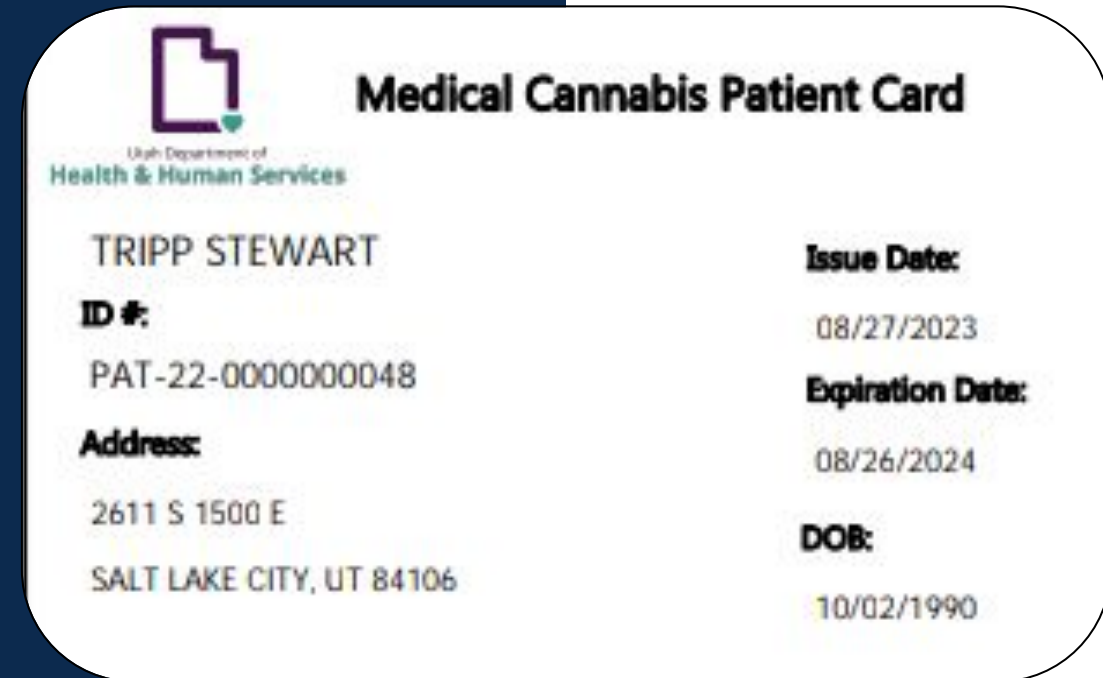 Medical Cannabis Patient Card
Utah Department of
Health & Human Services
TRIPP STEWART
ID #:
PAT-22-0000000048
Address:
2611 S 1500 E
SALT LAKE CITY, UT 84106
Issue Date:
08/27/2023
Expiration Date:
08/26/2024
DOB:
10/02/1990